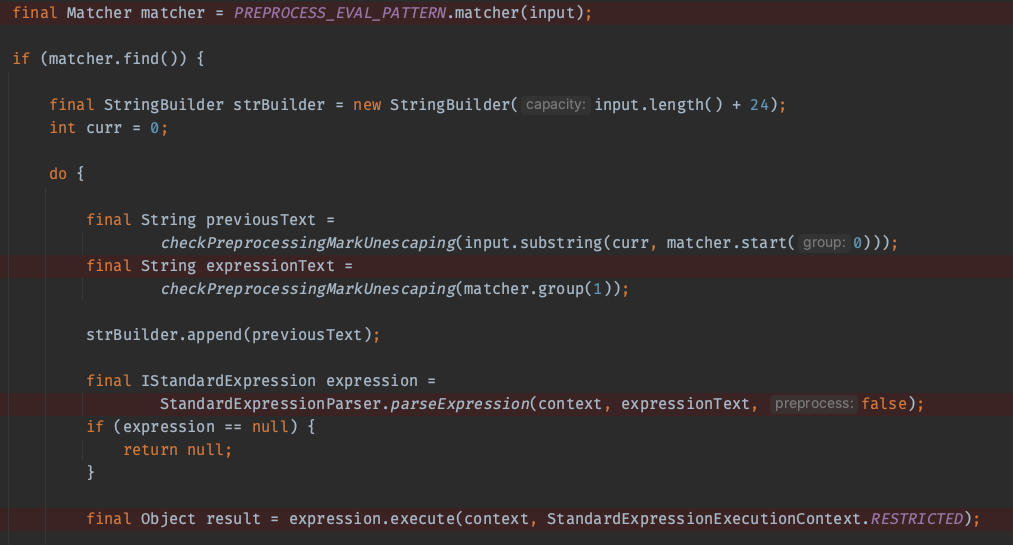 final Matcher matcher = PREPROCESS_EVAL_PATTERN.matcher(input);
if (matcher.find()) {
final StringBuilder strBuilder = new StringBuilder( capacity: input.length() + 24);
int curr = 0;
do {
final String previousText =
checkPreprocessingMarkUnescaping(input.substring(curr, matcher.start( group: 0)));
final String expressionText =
checkPreprocessingMarkUnescaping(matcher.group(1));
strBuilder.append(previousText);
final IStandardExpression expression =
StandardExpressionParser.parseExpression(context, expressionText, preprocess: false);
if (expression == null) {
return null;
}
final Object result = expression.execute(context, StandardExpressionExecutionContext.RESTRICTED);